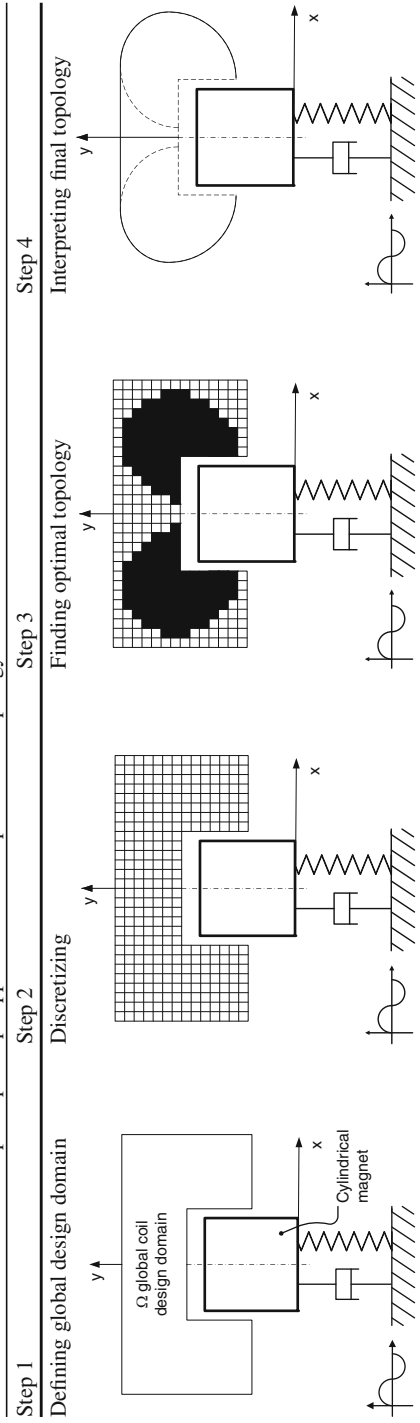 Step 1
Step 2
Step 3
Step 4
Defining global design domain
Discretizing
Finding optimal topology
Interpreting final topology
y
Ω global coil
design domain
x
Cylindrical
magnet
y
x
y
x
y
x